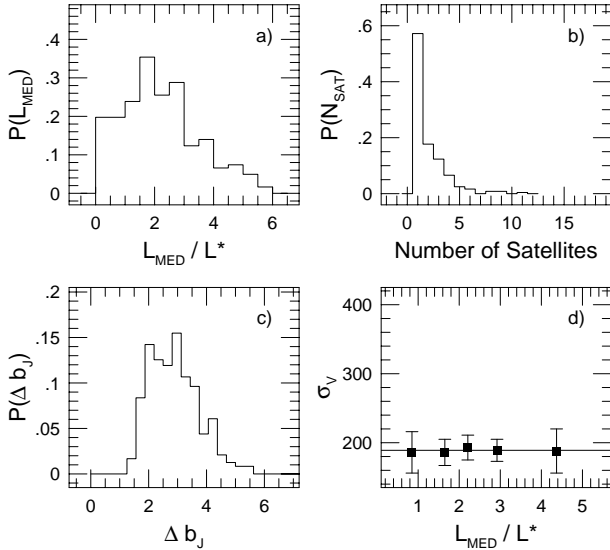 a)
P(L_MED)
.4
.3
.2
.1
0
0 2 4 6
L_MED / L*
b)
P(N_SAT)
.6
.4
.2
0
0 5 10 15
Number of Satellites
c)
P(Δ b_J)
.2
.15
.1
.05
0
0 2 4 6
Δ b_J
d)
σ_V
400
300
200
100
1 2 3 4 5
L_MED / L*